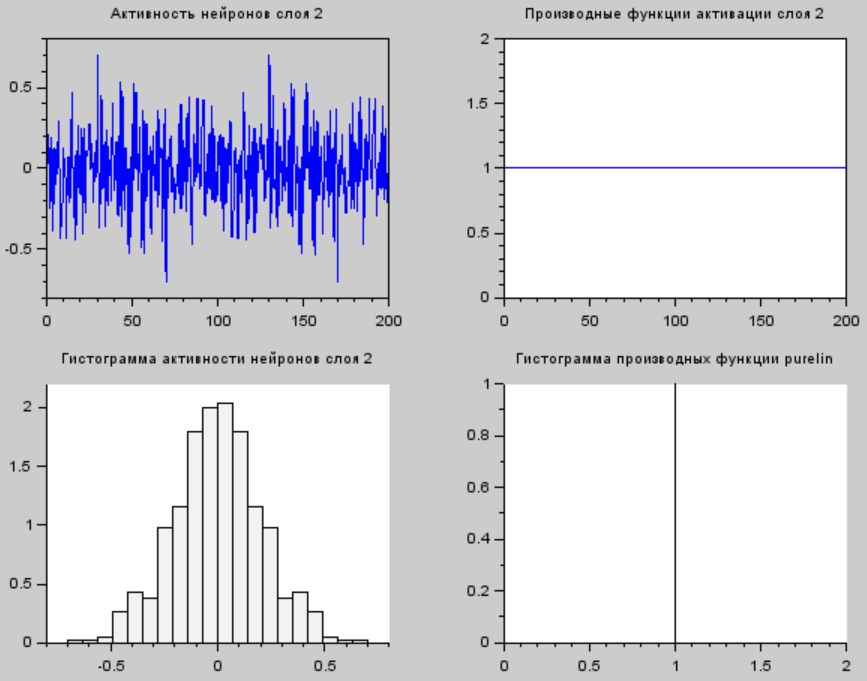 Активность нейронов слоя 2
Производные функции активации слоя 2
0.5
0
-0.5
0 50 100 150 200
2
1.5
1
0.5
0
0 50 100 150 200
Гистограмма активности нейронов слоя 2
Гистограмма производных функции purelin
2
1.5
1
0.5
0
-0.5 0 0.5
1
0.8
0.6
0.4
0.2
0
0 0.5 1 1.5 2